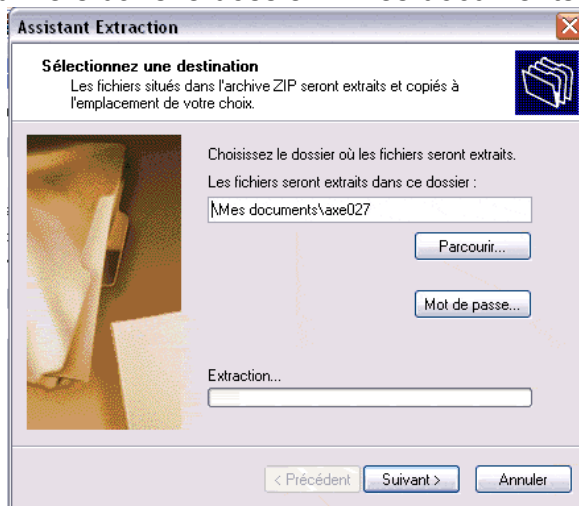 Assistant Extraction
Sélectionnez une destination
Les fichiers situés dans l'archive ZIP seront extraits et copiés à
l'emplacement de votre choix.
Choisissez le dossier où les fichiers seront extraits.
Les fichiers seront extraits dans ce dossier :
\Mes documents\axe027
Parcourir...
Mot de passe...
Extraction...
< Précédent
Suivant >
Annuler